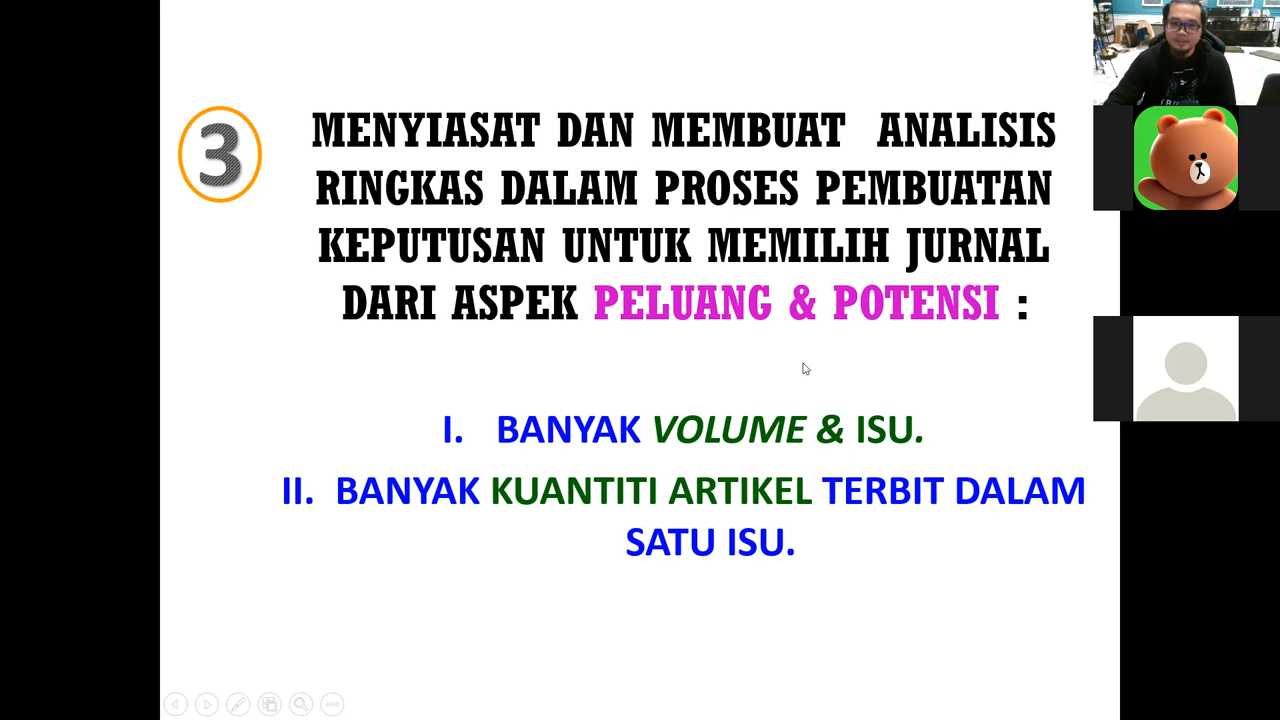 3
MENYIASAT DAN MEMBUAT ANALISIS
RINGKAS DALAM PROSES PEMBUATAN
KEPUTUSAN UNTUK MEMILIH JURNAL
DARI ASPEK PELUANG & POTENSI :
I. BANYAK VOLUME & ISU.
II. BANYAK KUANTITI ARTIKEL TERBIT DALAM
SATU ISU.